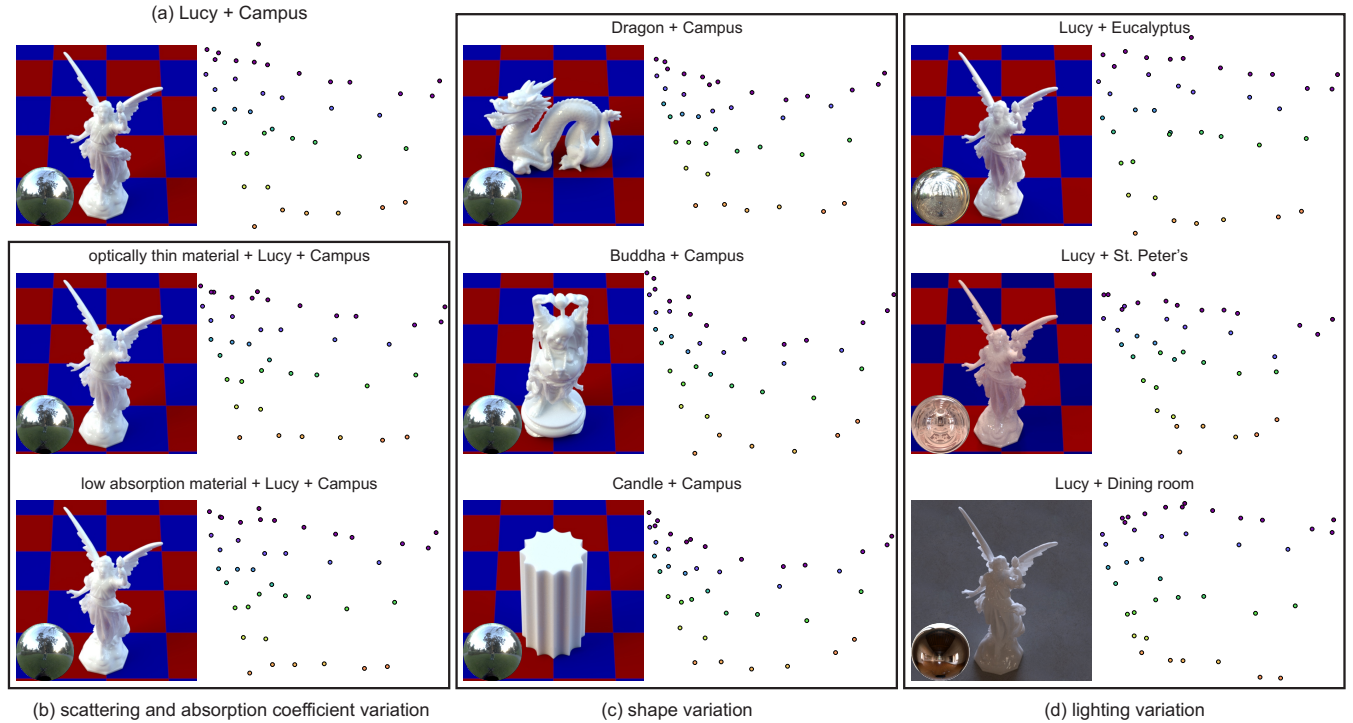 (a) Lucy + Campus
optically thin material + Lucy + Campus
low absorption material + Lucy + Campus
(b) scattering and absorption coefficient variation
Dragon + Campus
Buddha + Campus
Candle + Campus
(c) shape variation
Lucy + Eucalyptus
Lucy + St. Peter's
Lucy + Dining room
(d) lighting variation